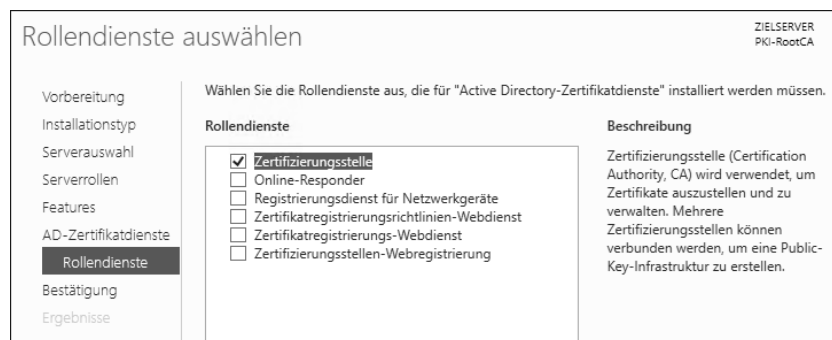 Rollendienste auswählen
ZIELSERVER
PKI-RootCA
Vorbereitung
Installationstyp
Serverauswahl
Serverrollen
Features
AD-Zertifikatdienste
Rollendienste
Bestätigung
Ergebnisse
Wählen Sie die Rollendienste aus, die für "Active Directory-Zertifikatdienste" installiert werden müssen.
Rollendienste
Zertifizierungsstelle
Online-Responder
Registrierungsdienst für Netzwerkgeräte
Zertifikatregistrierungsrichtlinien-Webdienst
Zertifikatregistrierungs-Webdienst
Zertifizierungsstellen-Webregistrierung
Beschreibung
Zertifizierungsstelle (Certification
Authority, CA) wird verwendet, um
Zertifikate auszustellen und zu
verwalten. Mehrere
Zertifizierungsstellen können
verbunden werden, um eine Public-
Key-Infrastruktur zu erstellen.